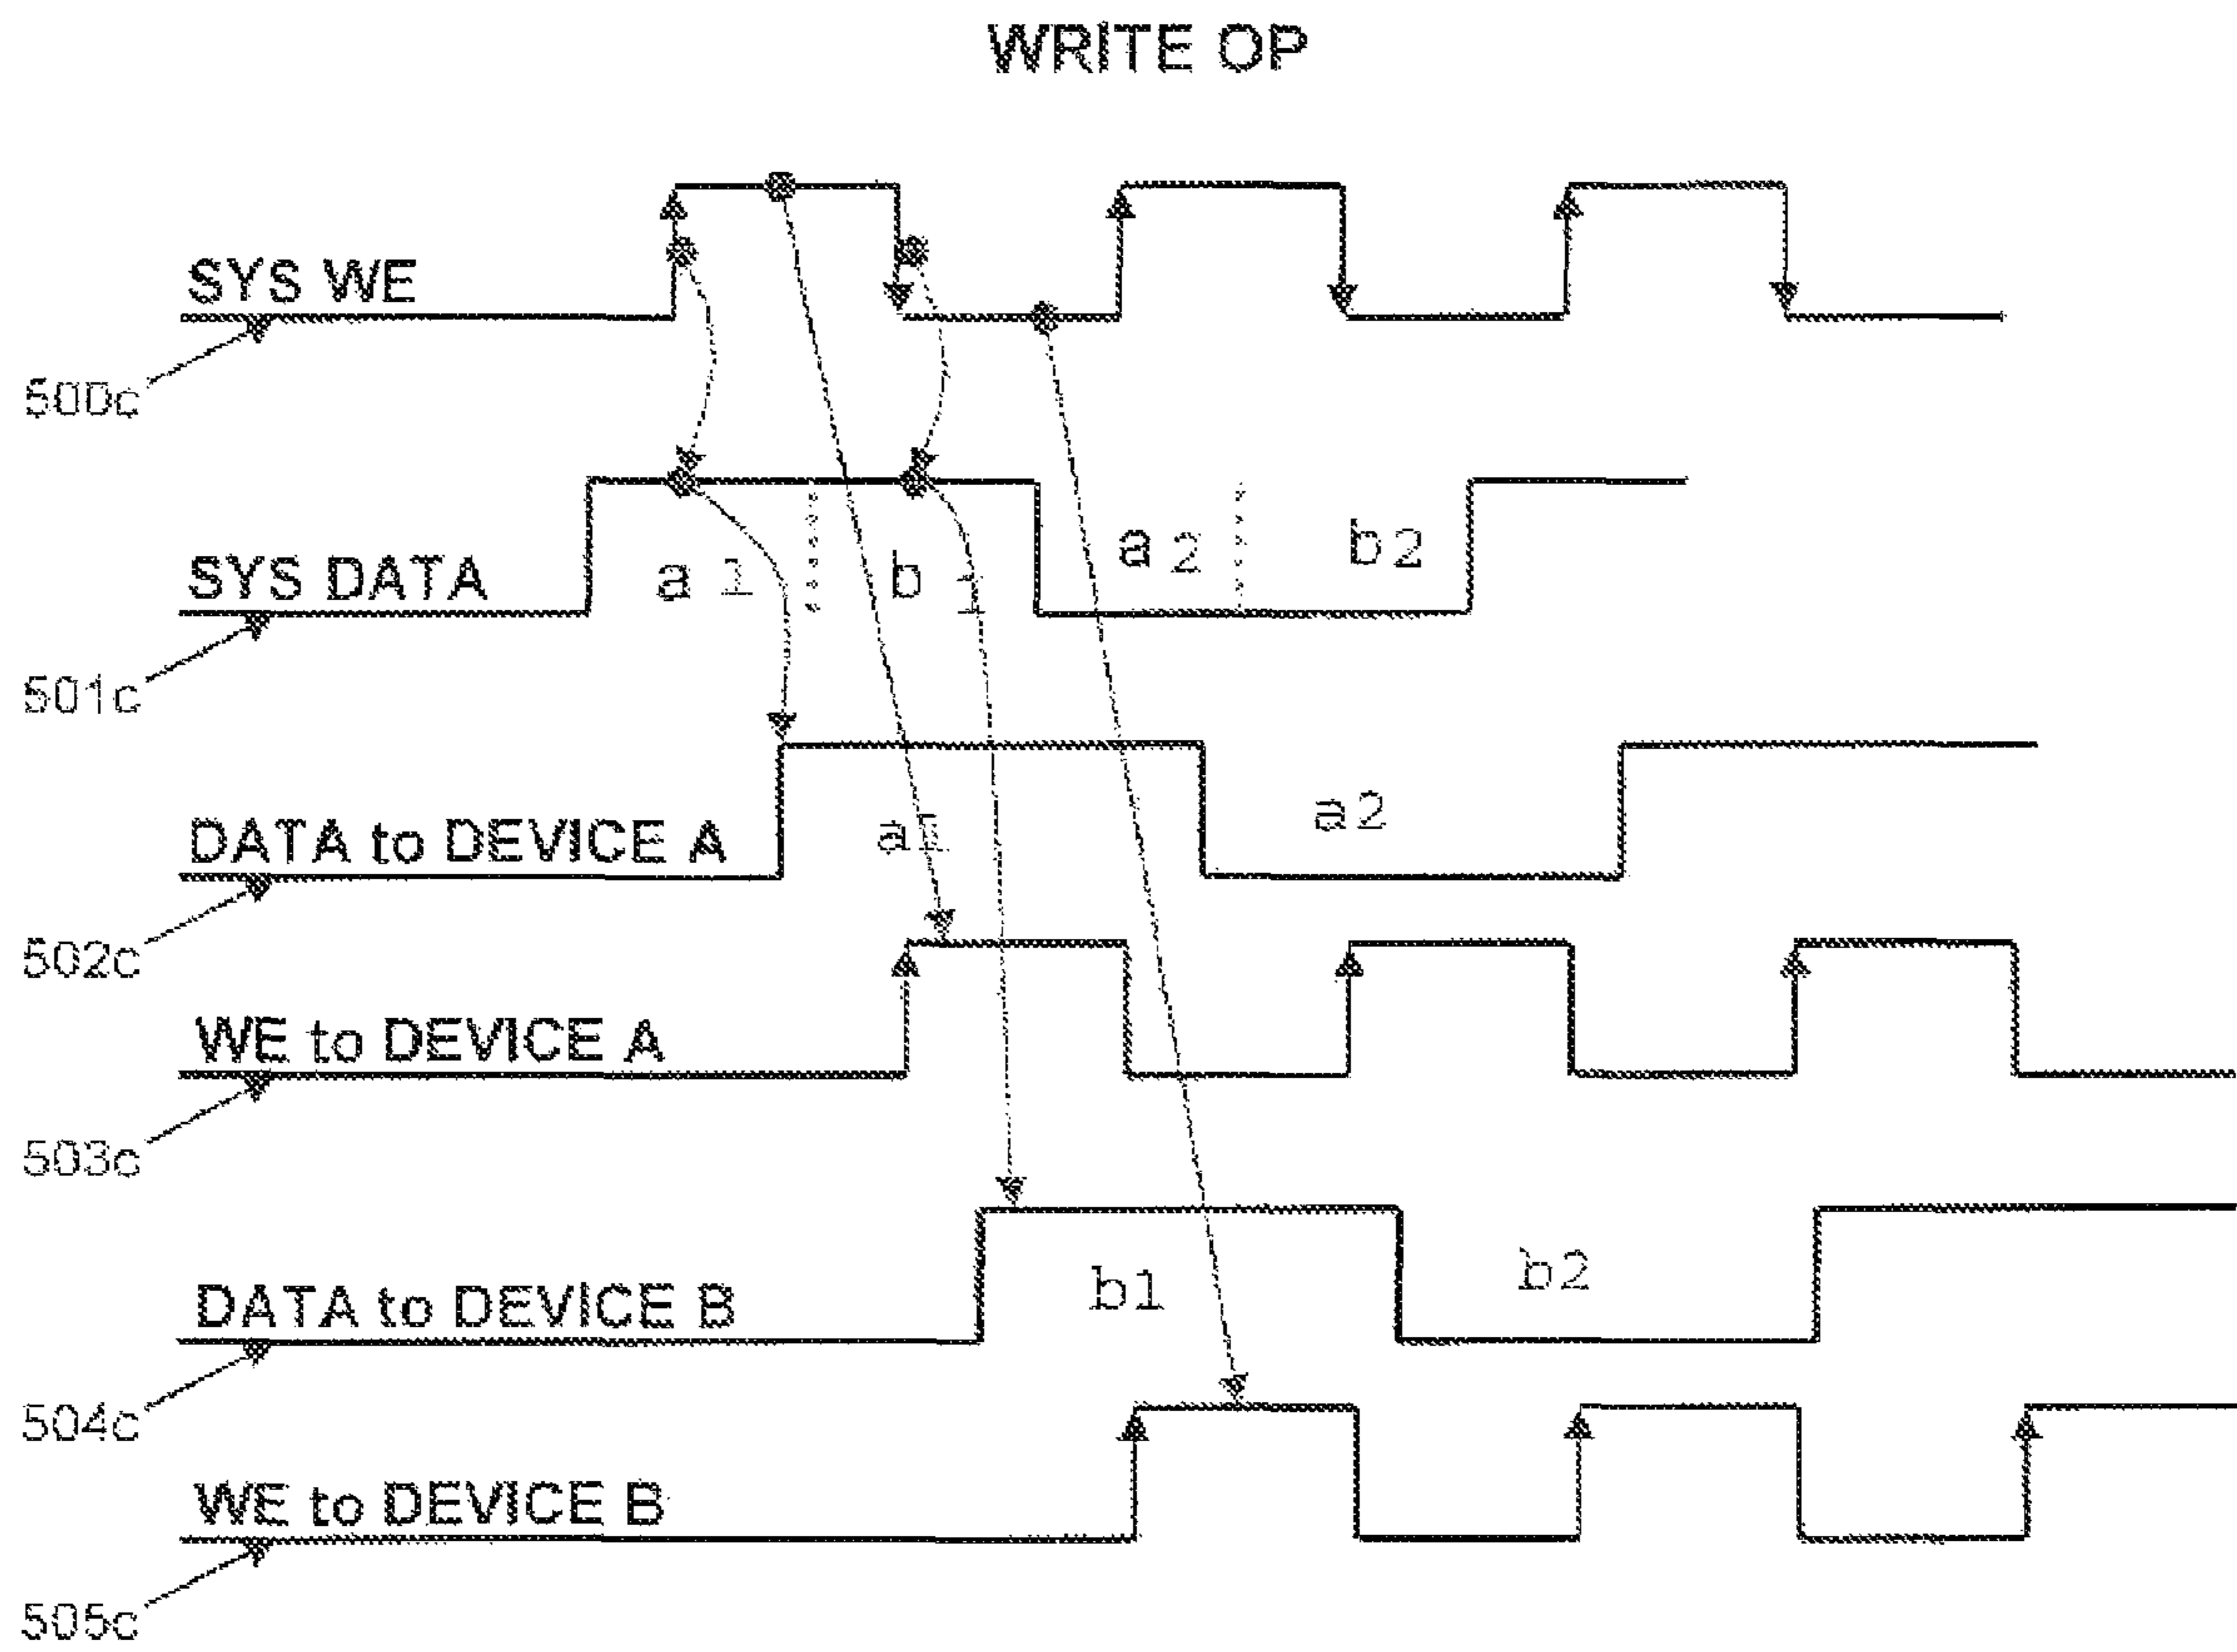 WRITE OP
SYS WE
500c
SYS DATA
a 1
b 1
a 2
b2
501c
DATA to DEVICE A
a1
a2
502c
WE to DEVICE A
503c
DATA to DEVICE B
b1
b2
504c
WE to DEVICE B
505c